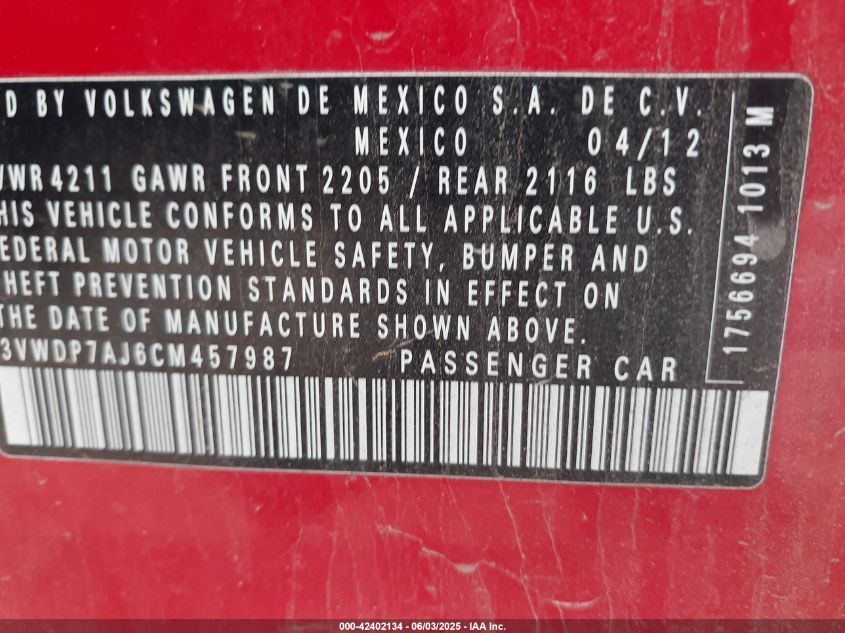 D BY VOLKSWAGEN DE MEXICO S.A. DE C.V.
MEXICO 04/12
VWR4211 GAWR FRONT 2205 / REAR 2116 LBS
HIS VEHICLE CONFORMS TO ALL APPLICABLE U.S.
EDERAL MOTOR VEHICLE SAFETY, BUMPER AND
HEFT PREVENTION STANDARDS IN EFFECT ON
THE DATE OF MANUFACTURE SHOWN ABOVE.
3VWDP7AJ6CM457987 PASSENGER CAR
1756694 1013 M
000-42402134 - 06/03/2025 - IAA, Inc.